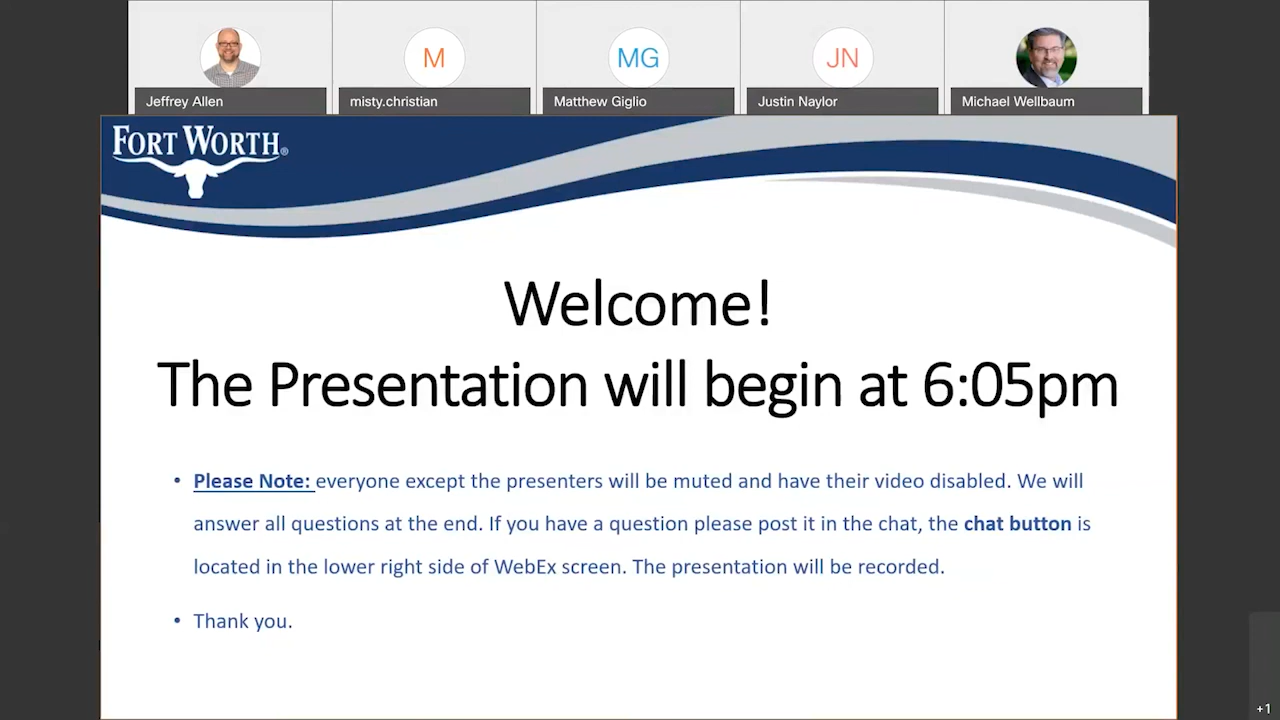 M
MG
JN
Jeffrey Allen
misty.christian
Matthew Giglio
Justin Naylor
Michael Wellbaum
FORT WORTH®
Welcome!
The Presentation will begin at 6:05pm
• Please Note: everyone except the presenters will be muted and have their video disabled. We will
answer all questions at the end. If you have a question please post it in the chat, the chat button is
located in the lower right side of WebEx screen. The presentation will be recorded.
• Thank you.
+1